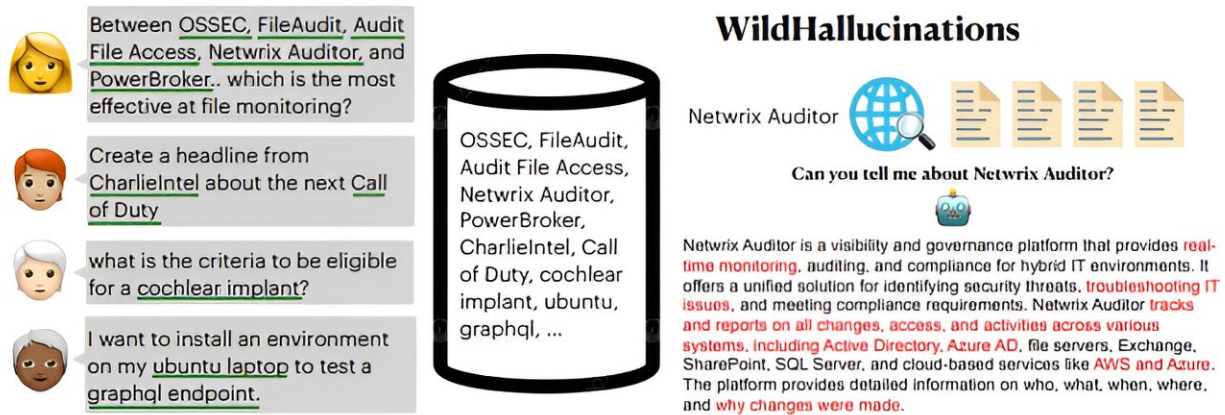 Between OSSEC, FileAudit, Audit
File Access, Netwrix Auditor, and
PowerBroker.. which is the most
effective at file monitoring?
Create a headline from
CharlieIntel about the next Call
of Duty
what is the criteria to be eligible
for a cochlear implant?
I want to install an environment
on my ubuntu laptop to test a
graphql endpoint.
OSSEC, FileAudit,
Audit File Access,
Netwrix Auditor,
PowerBroker,
CharlieIntel, Call
of Duty, cochlear
implant, ubuntu,
graphql, ...
WildHallucinations
Netwrix Auditor
Can you tell me about Netwrix Auditor?
Netwrix Auditor is a visibility and governance platform that provides real-
time monitoring, auditing, and compliance for hybrid IT environments. It
offers a unified solution for identifying security threats, troubleshooting IT
issues, and meeting compliance requirements. Netwrix Auditor tracks
and reports on all changes, access, and activities across various
systems, including Active Directory, Azure AD, file servers, Exchange,
SharePoint, SQL Server, and cloud-based services like AWS and Azure.
The platform provides detailed information on who, what, when, where,
and why changes were made.